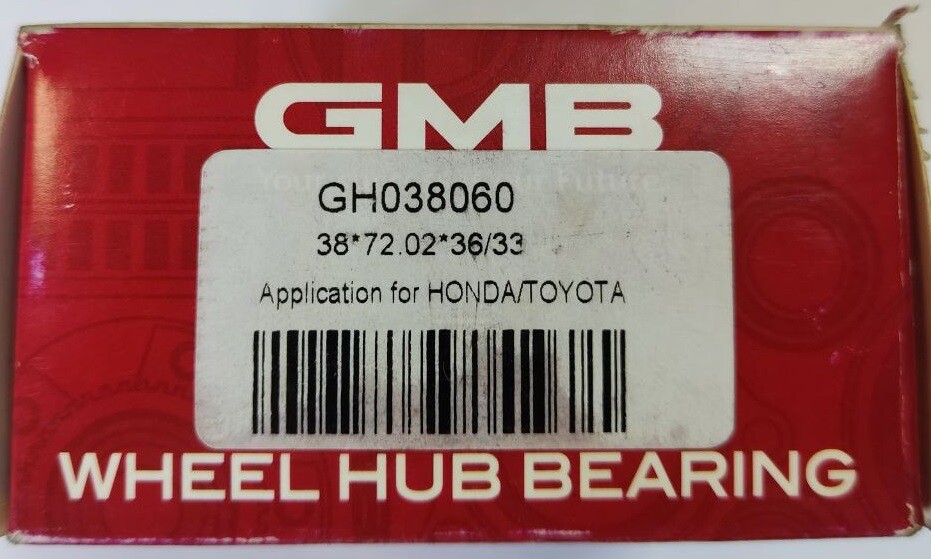 GMB
GH038060
38*72.02*36/33
Application for HONDA/TOYOTA
WHEEL HUB BEARING